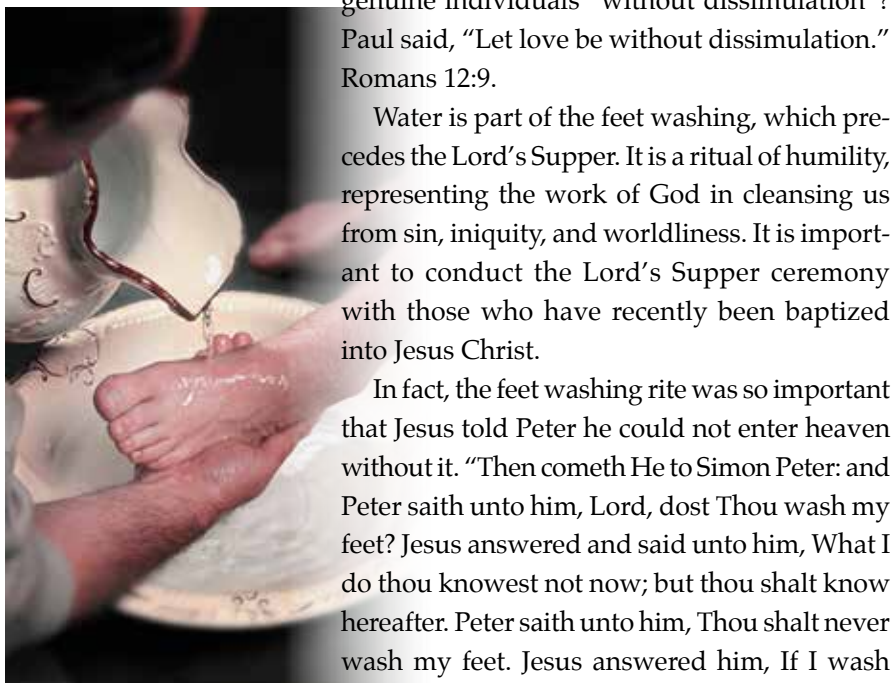 genuine individuals “without dissimulation”?
Paul said, “Let love be without dissimulation.”
Romans 12:9.
Water is part of the feet washing, which pre-
cedes the Lord’s Supper. It is a ritual of humility,
representing the work of God in cleansing us
from sin, iniquity, and worldliness. It is import-
ant to conduct the Lord’s Supper ceremony
with those who have recently been baptized
into Jesus Christ.
In fact, the feet washing rite was so important
that Jesus told Peter he could not enter heaven
without it. “Then cometh He to Simon Peter: and
Peter saith unto him, Lord, dost Thou wash my
feet? Jesus answered and said unto him, What I
do thou knowest not now; but thou shalt know
hereafter. Peter saith unto him, Thou shalt never
wash my feet. Jesus answered him, If I wash